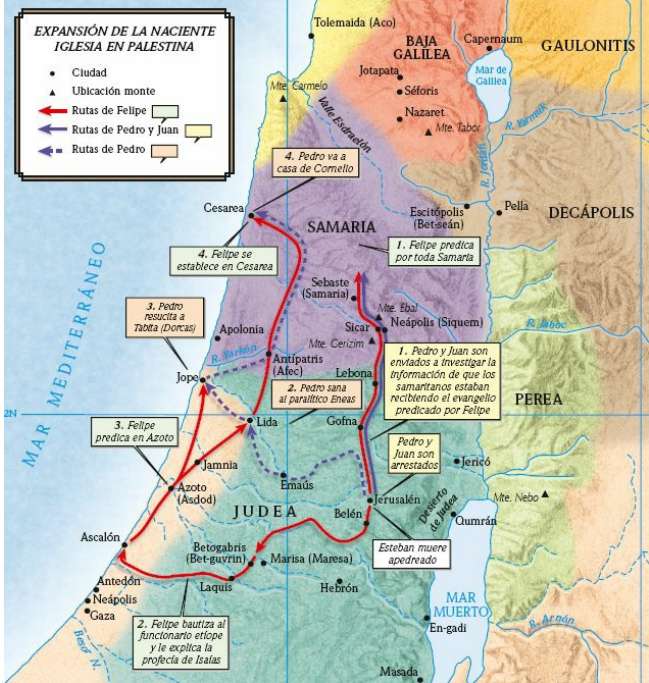 EXPANSIÓN DE LA NACIENTE
IGLESIA EN PALESTINA
Ciudad
Ubicación monte
Rutas de Felipe
Rutas de Pedro y Juan
Rutas de Pedro
Tolemaida (Aco)
BAJA
GALILEA
Capernaum
GAULONITIS
Jotapata
Séforis
Mar de
Galilea
Nazaret
Mte. Carmelo
Mte. Tabor
Valle Esdraelón
R. Yarmuk
R. Jordán
4. Pedro va a
casa de Cornelio
Cesarea
SAMARIA
Escitópolis
(Bet-seán)
Pella
DECÁPOLIS
4. Felipe se
establece en Cesarea
1. Felipe predica
por toda Samaria
MAR MEDITERRÁNEO
3. Pedro
resucita a
Tabita (Dorcas)
Sebaste
(Samaria)
Mte. Ebal
Sicar
Neápolis (Siquem)
R. Jaboc
Apolonia
Mte. Gerizim
R. Yarkón
Antípatris
(Afec)
1. Pedro y Juan son
enviados a investigar la
información de que los
samaritanos estaban
recibiendo el evangelio
predicado por Felipe
Jope
Lebona
2. Pedro sana
al paralítico Eneas
PEREA
2N
Lida
Gofna
3. Felipe
predica en Azoto
Pedro y
Juan son
arrestados
Jamnia
Emaús
Jericó
Azoto
(Asdod)
Jerusalén
Mte. Nebo
JUDEA
Belén
Desierto
de Judea
Qumrán
Ascalón
Betogabris
(Bet-guvrin)
Marisa (Maresa)
Esteban muere
apedreado
Antedón
Laquis
Hebrón
MAR
MUERTO
Neápolis
Gaza
2. Felipe bautiza al
funcionario etíope
y le explica la
profecía de Isaías
En-gadi
R. Arnón
Besor N.
Masada